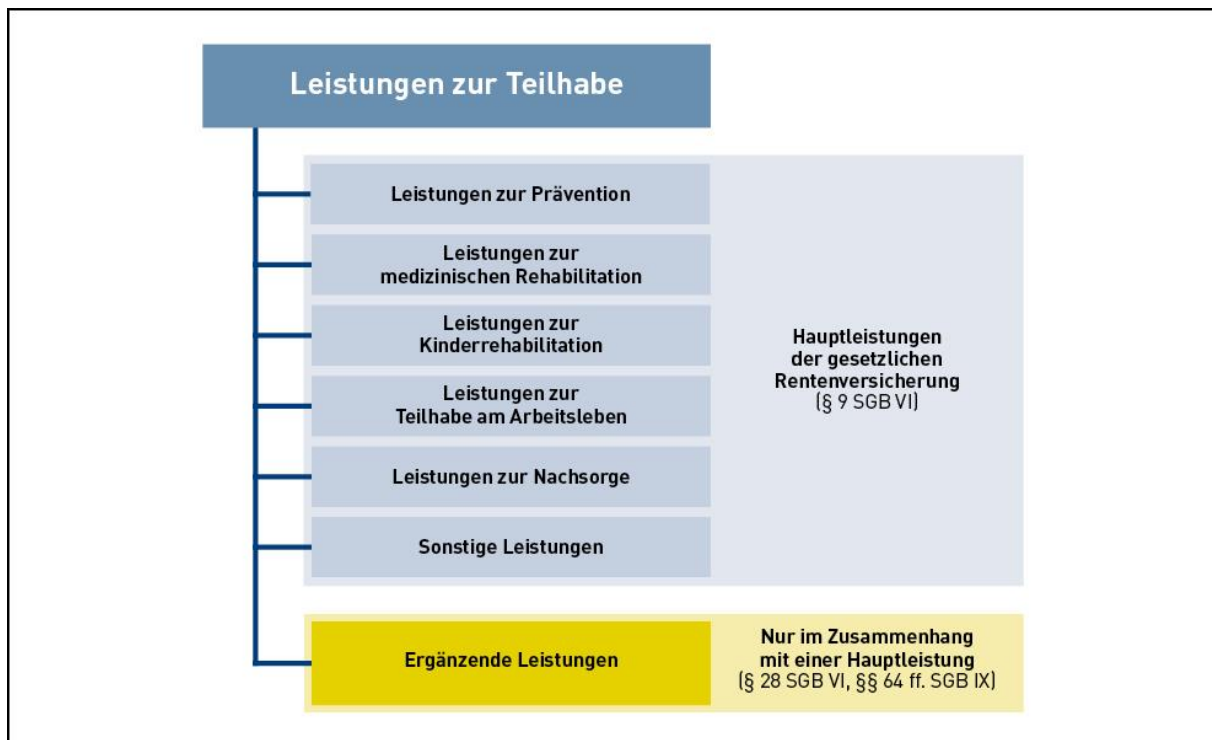 Leistungen zur Teilhabe
Leistungen zur Prävention
Leistungen zur
medizinischen Rehabilitation
Leistungen zur
Kinderrehabilitation
Leistungen zur
Teilhabe am Arbeitsleben
Leistungen zur Nachsorge
Sonstige Leistungen
Hauptleistungen
der gesetzlichen
Rentenversicherung
(§ 9 SGB VI)
Ergänzende Leistungen
Nur im Zusammenhang
mit einer Hauptleistung
(§ 28 SGB VI, §§ 64 ff. SGB IX)